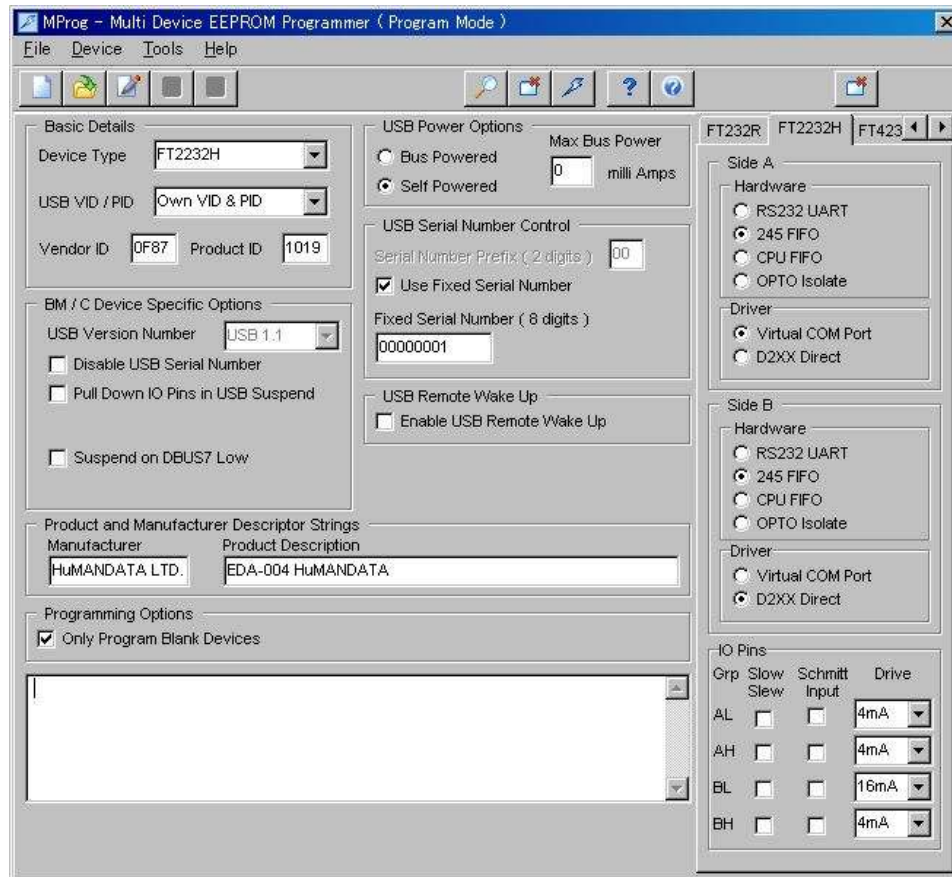 MProg - Multi Device EEPROM Programmer ( Program Mode )
File Device Tools Help
Basic Details
Device Type FT2232H
USB VID / PID Own VID & PID
Vendor ID 0F87 Product ID 1019
BM / C Device Specific Options
USB Version Number USB 1.1
Disable USB Serial Number
Pull Down IO Pins in USB Suspend
Suspend on DBUS7 Low
USB Power Options
Bus Powered
Self Powered
Max Bus Power
0 milli Amps
USB Serial Number Control
Serial Number Prefix ( 2 digits ) 00
Use Fixed Serial Number
Fixed Serial Number ( 8 digits )
00000001
USB Remote Wake Up
Enable USB Remote Wake Up
Product and Manufacturer Descriptor Strings
Manufacturer Product Description
HuMANDATA LTD. EDA-004 HuMANDATA
Programming Options
Only Program Blank Devices
FT232R FT2232H FT423
Side A
Hardware
RS232 UART
245 FIFO
CPU FIFO
OPTO Isolate
Driver
Virtual COM Port
D2XX Direct
Side B
Hardware
RS232 UART
245 FIFO
CPU FIFO
OPTO Isolate
Driver
Virtual COM Port
D2XX Direct
IO Pins
Grp Slow Schmitt Drive
Slew Input
AL 4mA
AH 4mA
BL 16mA
BH 4mA